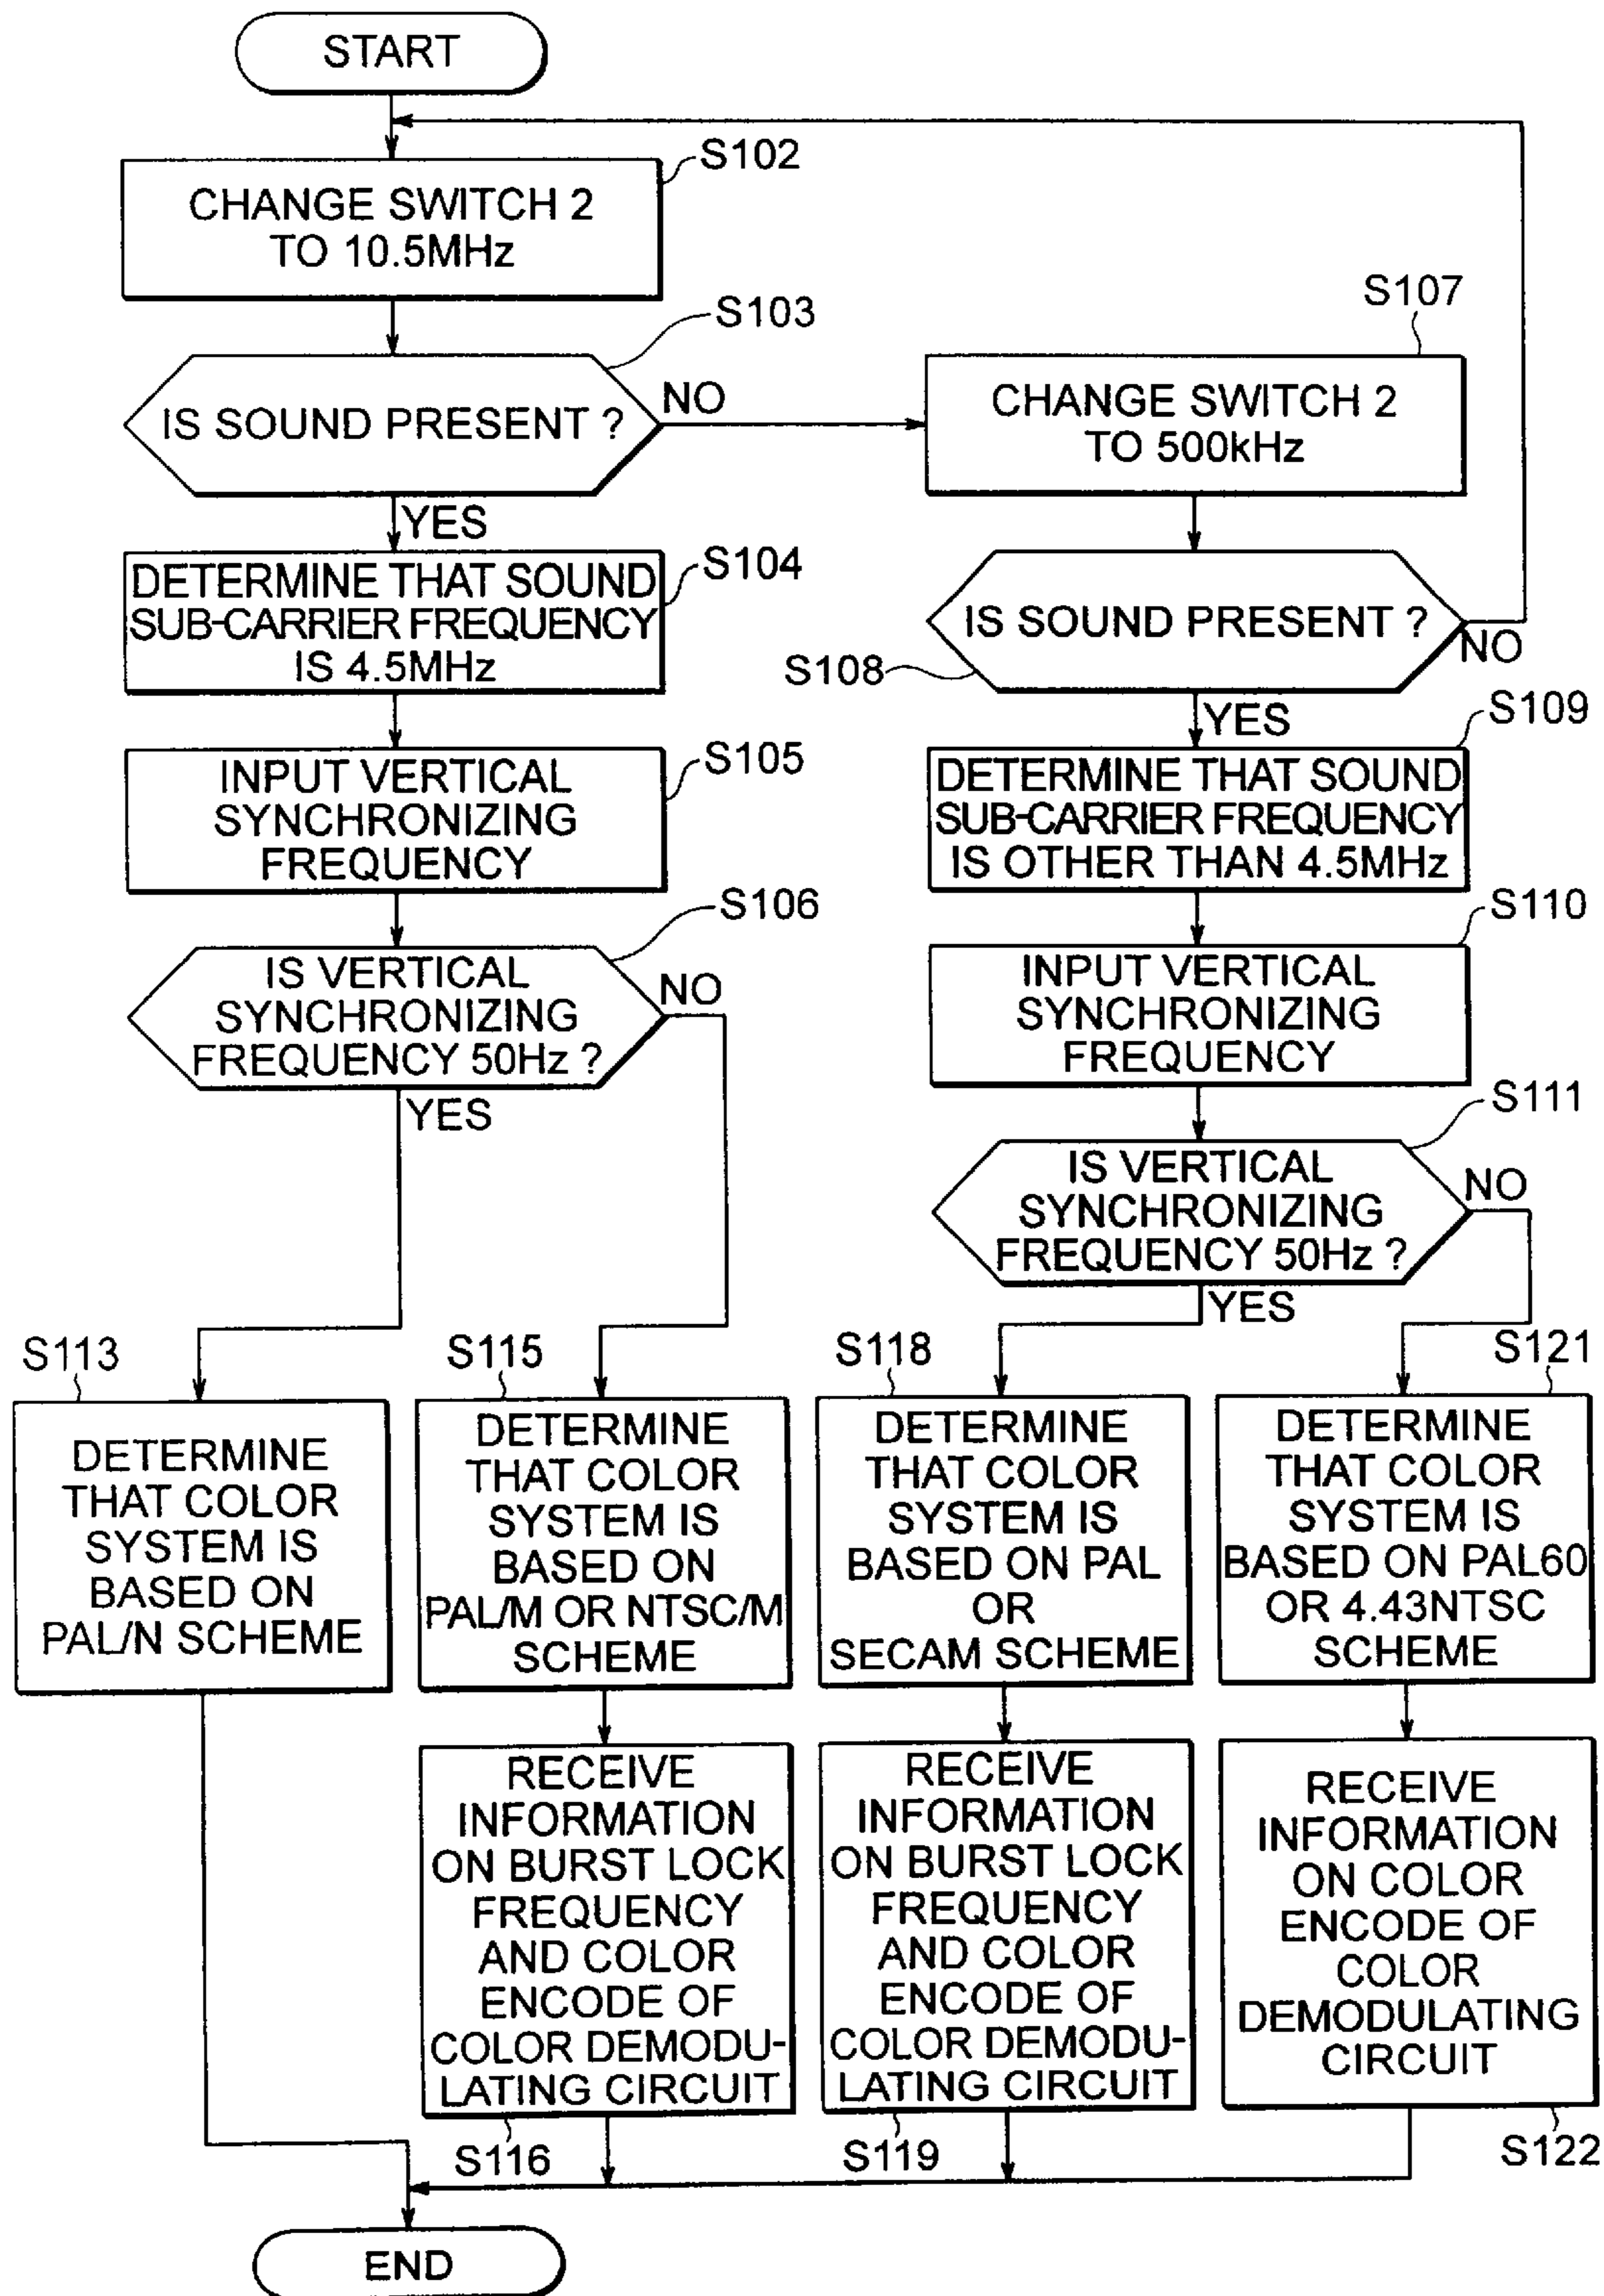 START
S102
CHANGE SWITCH 2
TO 10.5MHz
S103
IS SOUND PRESENT ?
NO
YES
S107
CHANGE SWITCH 2
TO 500kHz
S104
DETERMINE THAT SOUND
SUB-CARRIER FREQUENCY
IS 4.5MHz
IS SOUND PRESENT ?
NO
S108
YES
S105
INPUT VERTICAL
SYNCHRONIZING
FREQUENCY
S109
DETERMINE THAT SOUND
SUB-CARRIER FREQUENCY
IS OTHER THAN 4.5MHz
S106
IS VERTICAL
SYNCHRONIZING
FREQUENCY 50Hz ?
NO
YES
S110
INPUT VERTICAL
SYNCHRONIZING
FREQUENCY
S111
IS VERTICAL
SYNCHRONIZING
FREQUENCY 50Hz ?
NO
YES
S113
DETERMINE
THAT COLOR
SYSTEM IS
BASED ON
PAL/N SCHEME
S115
DETERMINE
THAT COLOR
SYSTEM IS
BASED ON
PAL/M OR NTSC/M
SCHEME
S118
DETERMINE
THAT COLOR
SYSTEM IS
BASED ON PAL
OR
SECAM SCHEME
S121
DETERMINE
THAT COLOR
SYSTEM IS
BASED ON PAL60
OR 4.43NTSC
SCHEME
RECEIVE
INFORMATION
ON BURST LOCK
FREQUENCY
AND COLOR
ENCODE OF
COLOR DEMODU-
LATING CIRCUIT
S116
RECEIVE
INFORMATION
ON BURST LOCK
FREQUENCY
AND COLOR
ENCODE OF
COLOR DEMODU-
LATING CIRCUIT
S119
RECEIVE
INFORMATION
ON COLOR
ENCODE OF
COLOR
DEMODULATING
CIRCUIT
S122
END